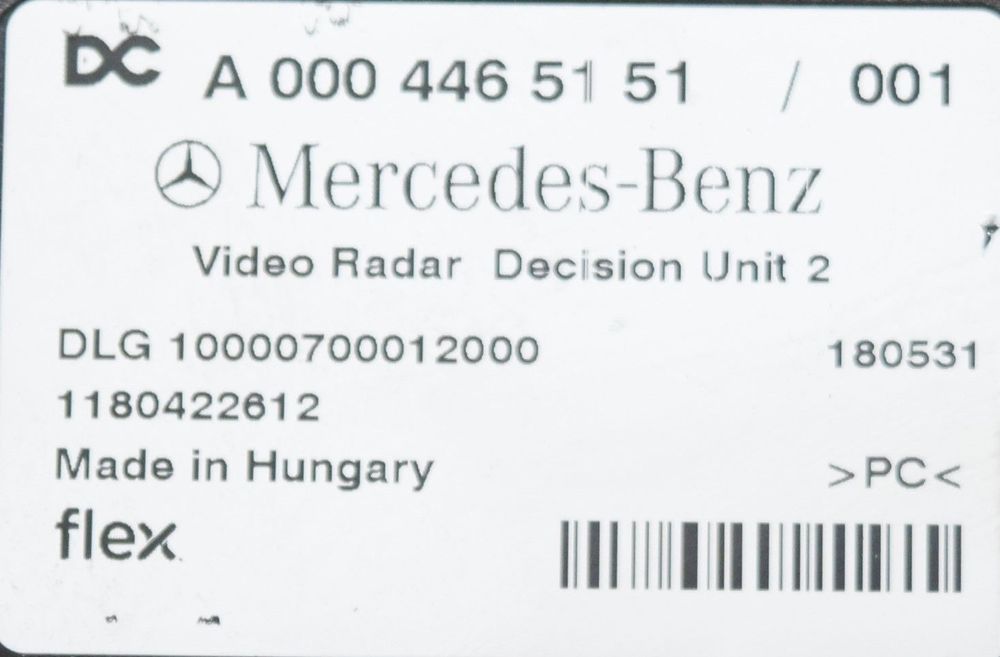 DC A 000 446 51 51 / 001
Mercedes-Benz
Video Radar Decision Unit 2
DLG 10000700012000 180531
1180422612
Made in Hungary >PC<
flex